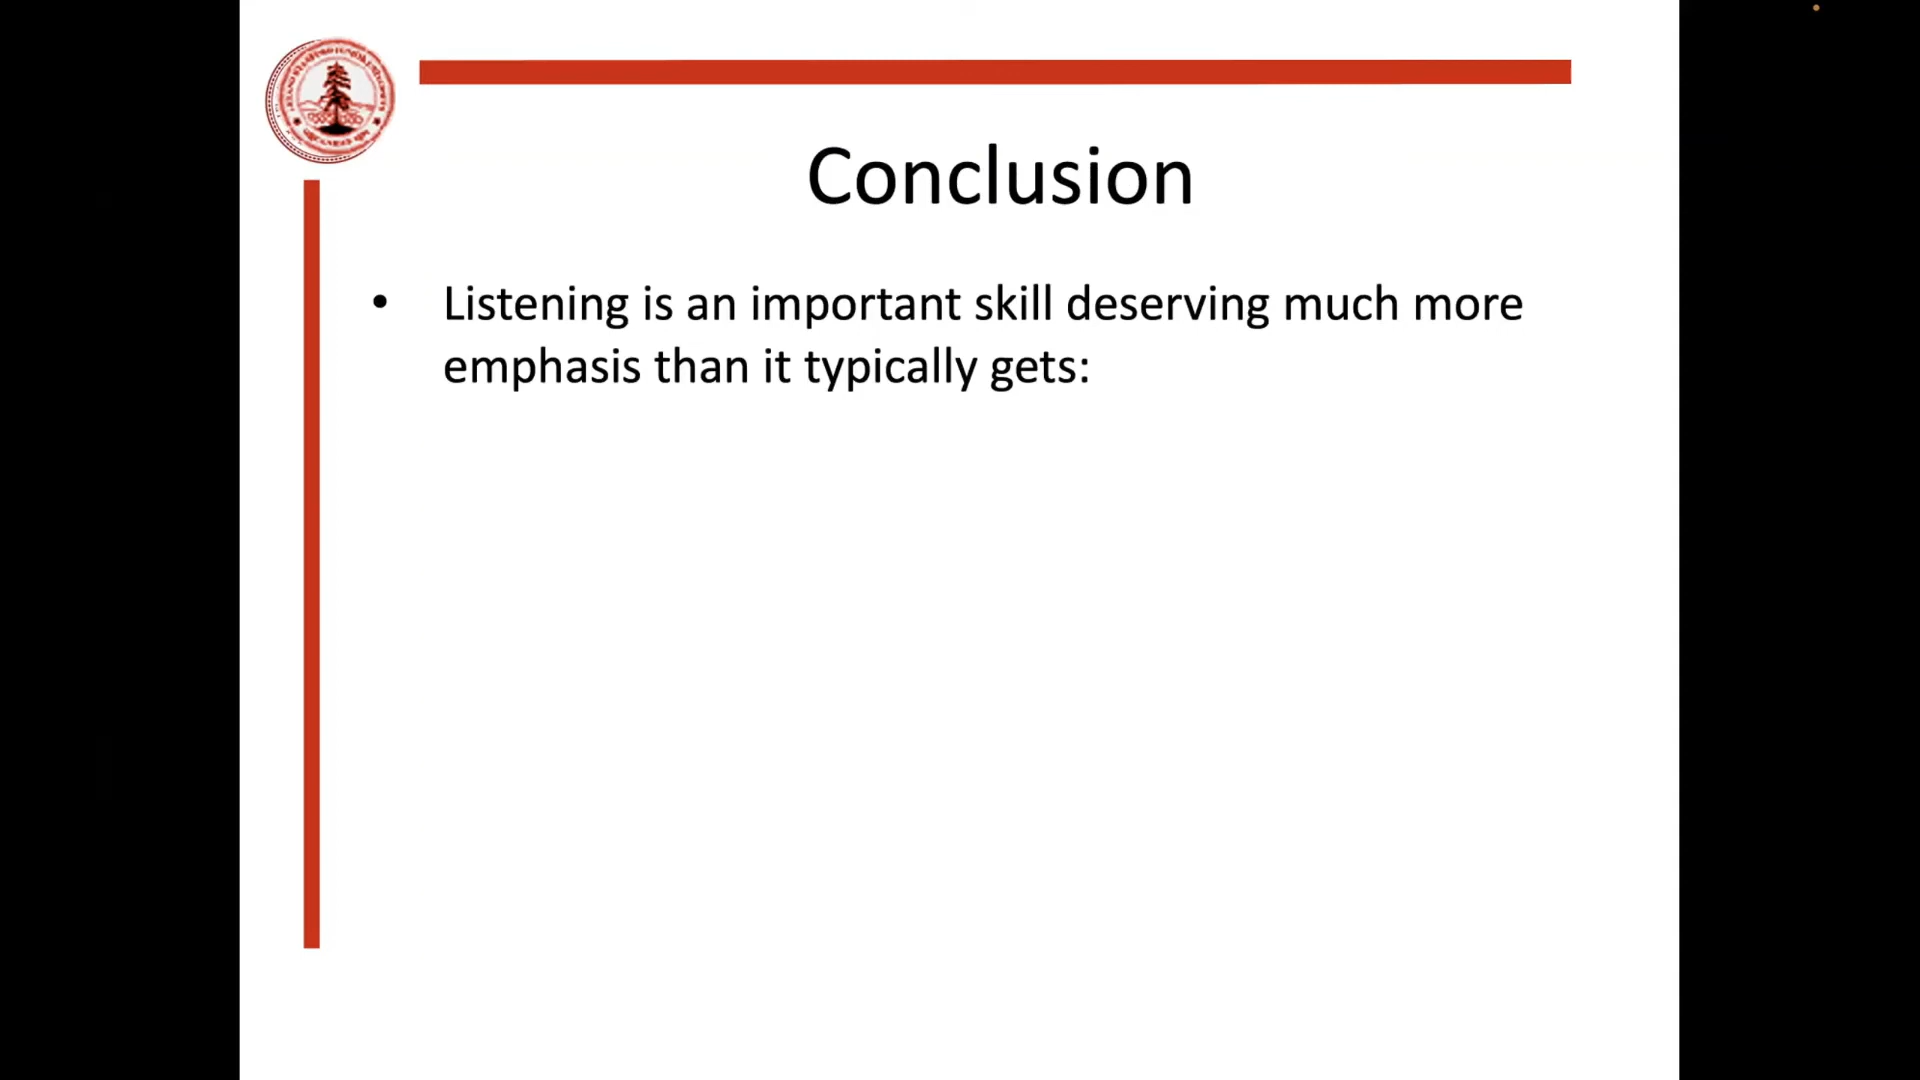 Conclusion
• Listening is an important skill deserving much more
emphasis than it typically gets: